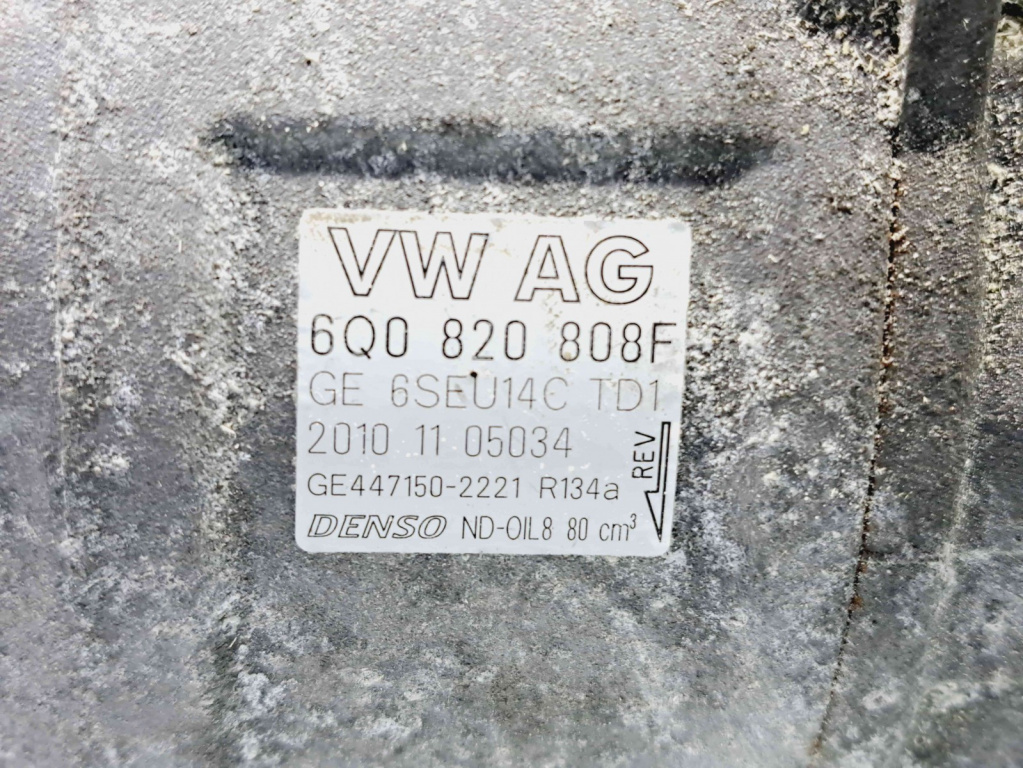 VW AG
6Q0 820 808F
GE 6SEU14C TD1
2010 11 05034
GE447150-2221 R134a
DENSO ND-OIL8 80 cm³
REV